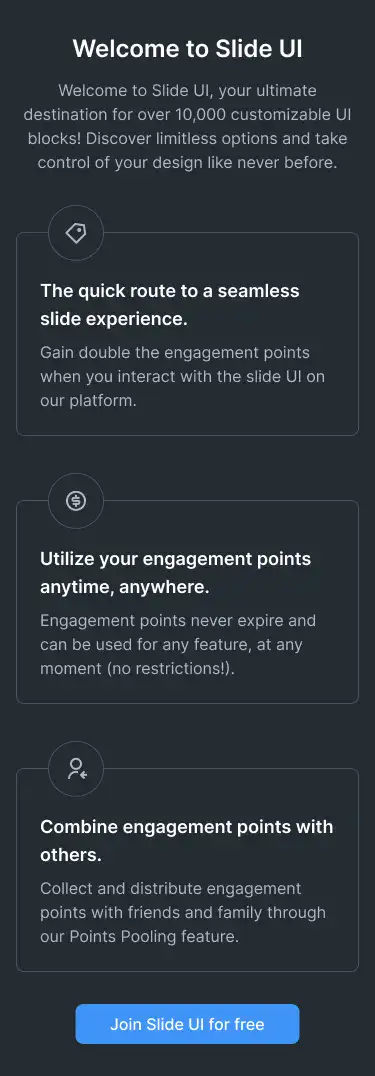 Welcome to Slide UI
Welcome to Slide UI, your ultimate
destination for over 10,000 customizable UI
blocks! Discover limitless options and take
control of your design like never before.
The quick route to a seamless
slide experience.
Gain double the engagement points
when you interact with the slide UI on
our platform.
Utilize your engagement points
anytime, anywhere.
Engagement points never expire and
can be used for any feature, at any
moment (no restrictions!).
Combine engagement points with
others.
Collect and distribute engagement
points with friends and family through
our Points Pooling feature.
Join Slide UI for free